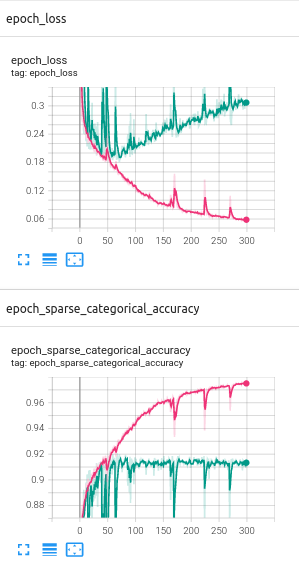 epoch_loss
epoch_loss
tag: epoch_loss
0.3
0.24
0.18
0.12
0.06
0 50 100 150 200 250 300
epoch_sparse_categorical_accuracy
epoch_sparse_categorical_accuracy
tag: epoch_sparse_categorical_accuracy
0.96
0.94
0.92
0.9
0.88
0 50 100 150 200 250 300